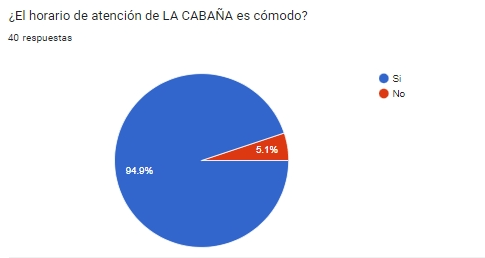 ¿El horario de atención de LA CABAÑA es cómodo?
40 respuestas
Si
No
5.1%
94.9%